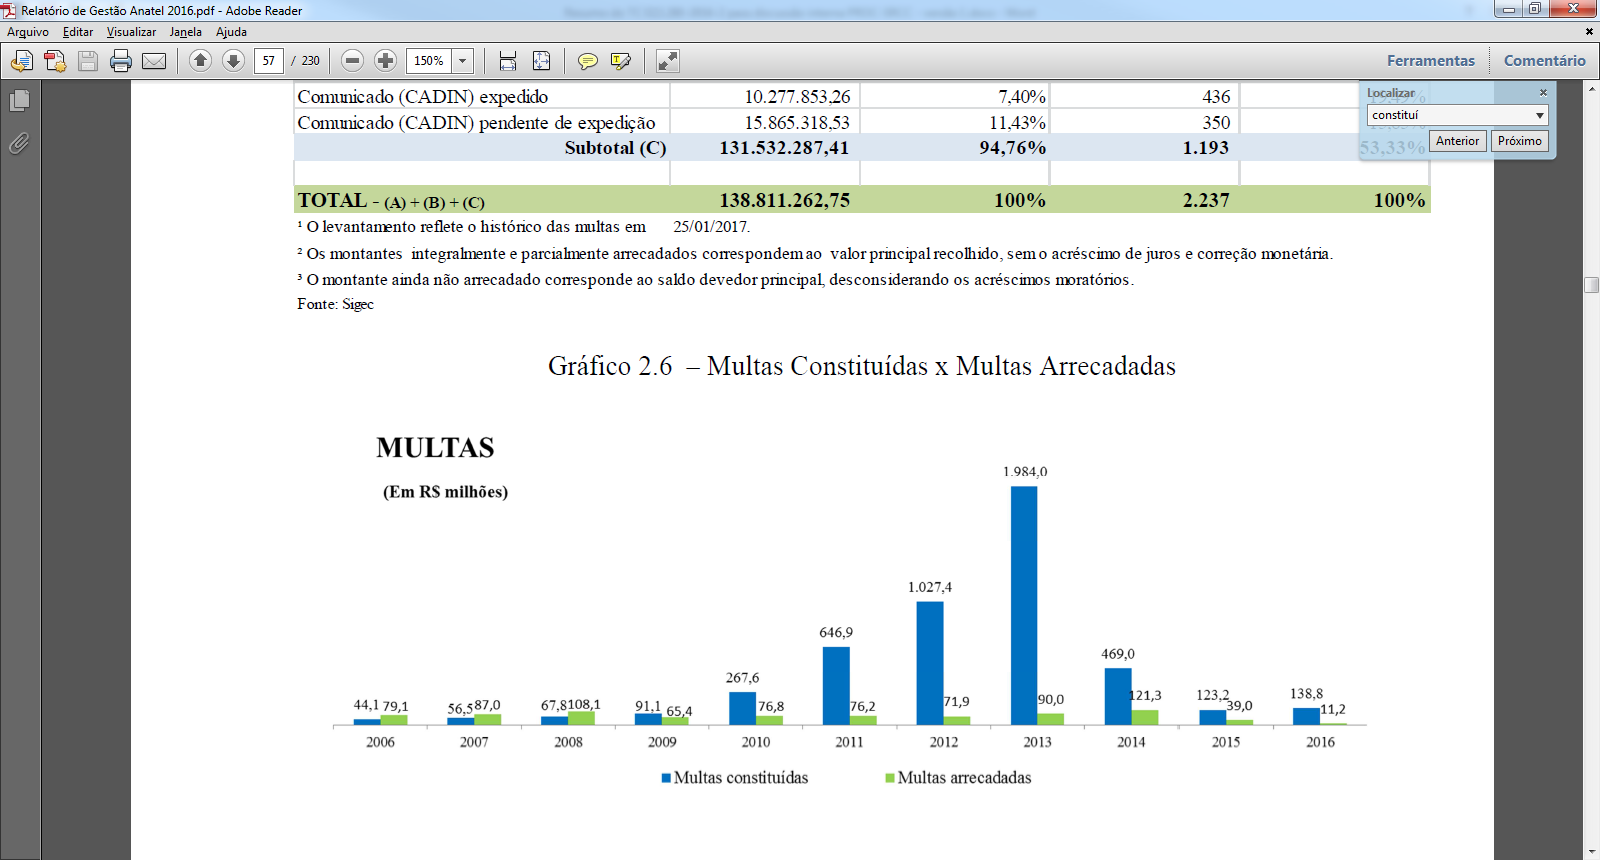 Relatório de Gestão Anatel 2016.pdf - Adobe Reader
Arquivo Editar Visualizar Janela Ajuda
57 / 230 150% Ferramentas Comentário
Comunicado (CADIN) expedido 10.277.853,26 7,40% 436
Comunicado (CADIN) pendente de expedição 15.865.318,53 11,43% 350
Subtotal (C) 131.532.287,41 94,76% 1.193 53,33%
Localizar
constituí
Anterior Próximo
TOTAL - (A) + (B) + (C) 138.811.262,75 100% 2.237 100%
¹ O levantamento reflete o histórico das multas em 25/01/2017.
² Os montantes integralmente e parcialmente arrecadados correspondem ao valor principal recolhido, sem o acréscimo de juros e correção monetária.
³ O montante ainda não arrecadado corresponde ao saldo devedor principal, desconsiderando os acréscimos moratórios.
Fonte: Sigec
Gráfico 2.6 – Multas Constituídas x Multas Arrecadadas
MULTAS
(Em R$ milhões)
1.984,0
1.027,4
646,9
469,0
267,6
44,1 79,1 56,5 87,0 67,8 108,1 91,1 65,4 76,8 76,2 71,9 90,0 121,3 123,2 39,0 138,8 11,2
2006 2007 2008 2009 2010 2011 2012 2013 2014 2015 2016
Multas constituídas Multas arrecadadas